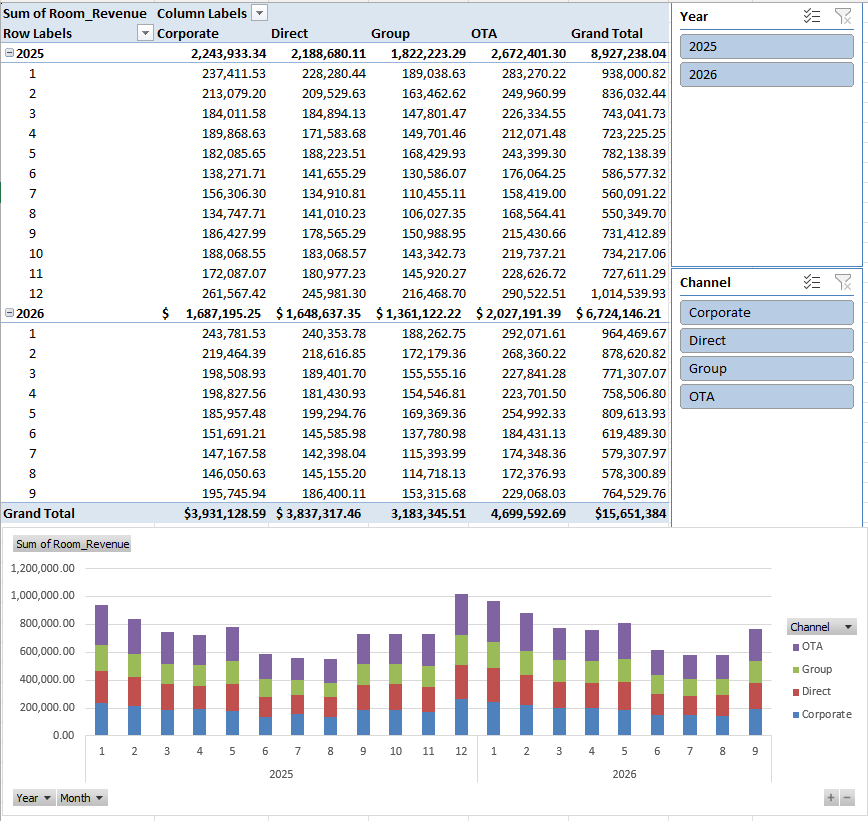 Sum of Room_Revenue Column Labels
Row Labels Corporate Direct Group OTA Grand Total
2025 2,243,933.34 2,188,680.11 1,822,223.29 2,672,401.30 8,927,238.04
1 237,411.53 228,280.44 189,038.63 283,270.22 938,000.82
2 213,079.20 209,529.63 163,462.62 249,960.99 836,032.44
3 184,011.58 184,894.13 147,801.47 226,334.55 743,041.73
4 189,868.63 171,583.68 149,701.46 212,071.48 723,225.25
5 182,085.65 188,223.51 168,429.93 243,399.30 782,138.39
6 138,271.71 141,655.29 130,586.07 176,064.25 586,577.32
7 156,306.30 134,910.81 110,455.11 158,419.00 560,091.22
8 134,747.71 141,010.23 106,027.35 168,564.41 550,349.70
9 186,427.99 178,565.29 150,988.95 215,430.66 731,412.89
10 188,068.55 183,068.57 143,342.73 219,737.21 734,217.06
11 172,087.07 180,977.23 145,920.27 228,626.72 727,611.29
12 261,567.42 245,981.30 216,468.70 290,522.51 1,014,539.93
2026 $ 1,687,195.25 $ 1,648,637.35 $ 1,361,122.22 $ 2,027,191.39 $ 6,724,146.21
1 243,781.53 240,353.78 188,262.75 292,071.61 964,469.67
2 219,464.39 218,616.85 172,179.36 268,360.22 878,620.82
3 198,508.93 189,401.70 155,555.16 227,841.28 771,307.07
4 198,827.56 181,430.93 154,546.81 223,701.50 758,506.80
5 185,957.48 199,294.76 169,369.36 254,992.33 809,613.93
6 151,691.21 145,585.98 137,780.98 184,431.13 619,489.30
7 147,167.58 142,398.04 115,393.99 174,348.36 579,307.97
8 146,050.63 145,155.20 114,718.13 172,376.93 578,300.89
9 195,745.94 186,400.11 153,315.68 229,068.03 764,529.76
Grand Total $3,931,128.59 $ 3,837,317.46 3,183,345.51 4,699,592.69 $15,651,384
Year
2025
2026
Channel
Corporate
Direct
Group
OTA
Sum of Room_Revenue
1,200,000.00
1,000,000.00
800,000.00
600,000.00
400,000.00
200,000.00
0.00
1 2 3 4 5 6 7 8 9 10 11 12 1 2 3 4 5 6 7 8 9
2025 2026
Channel
OTA
Group
Direct
Corporate
Year Month